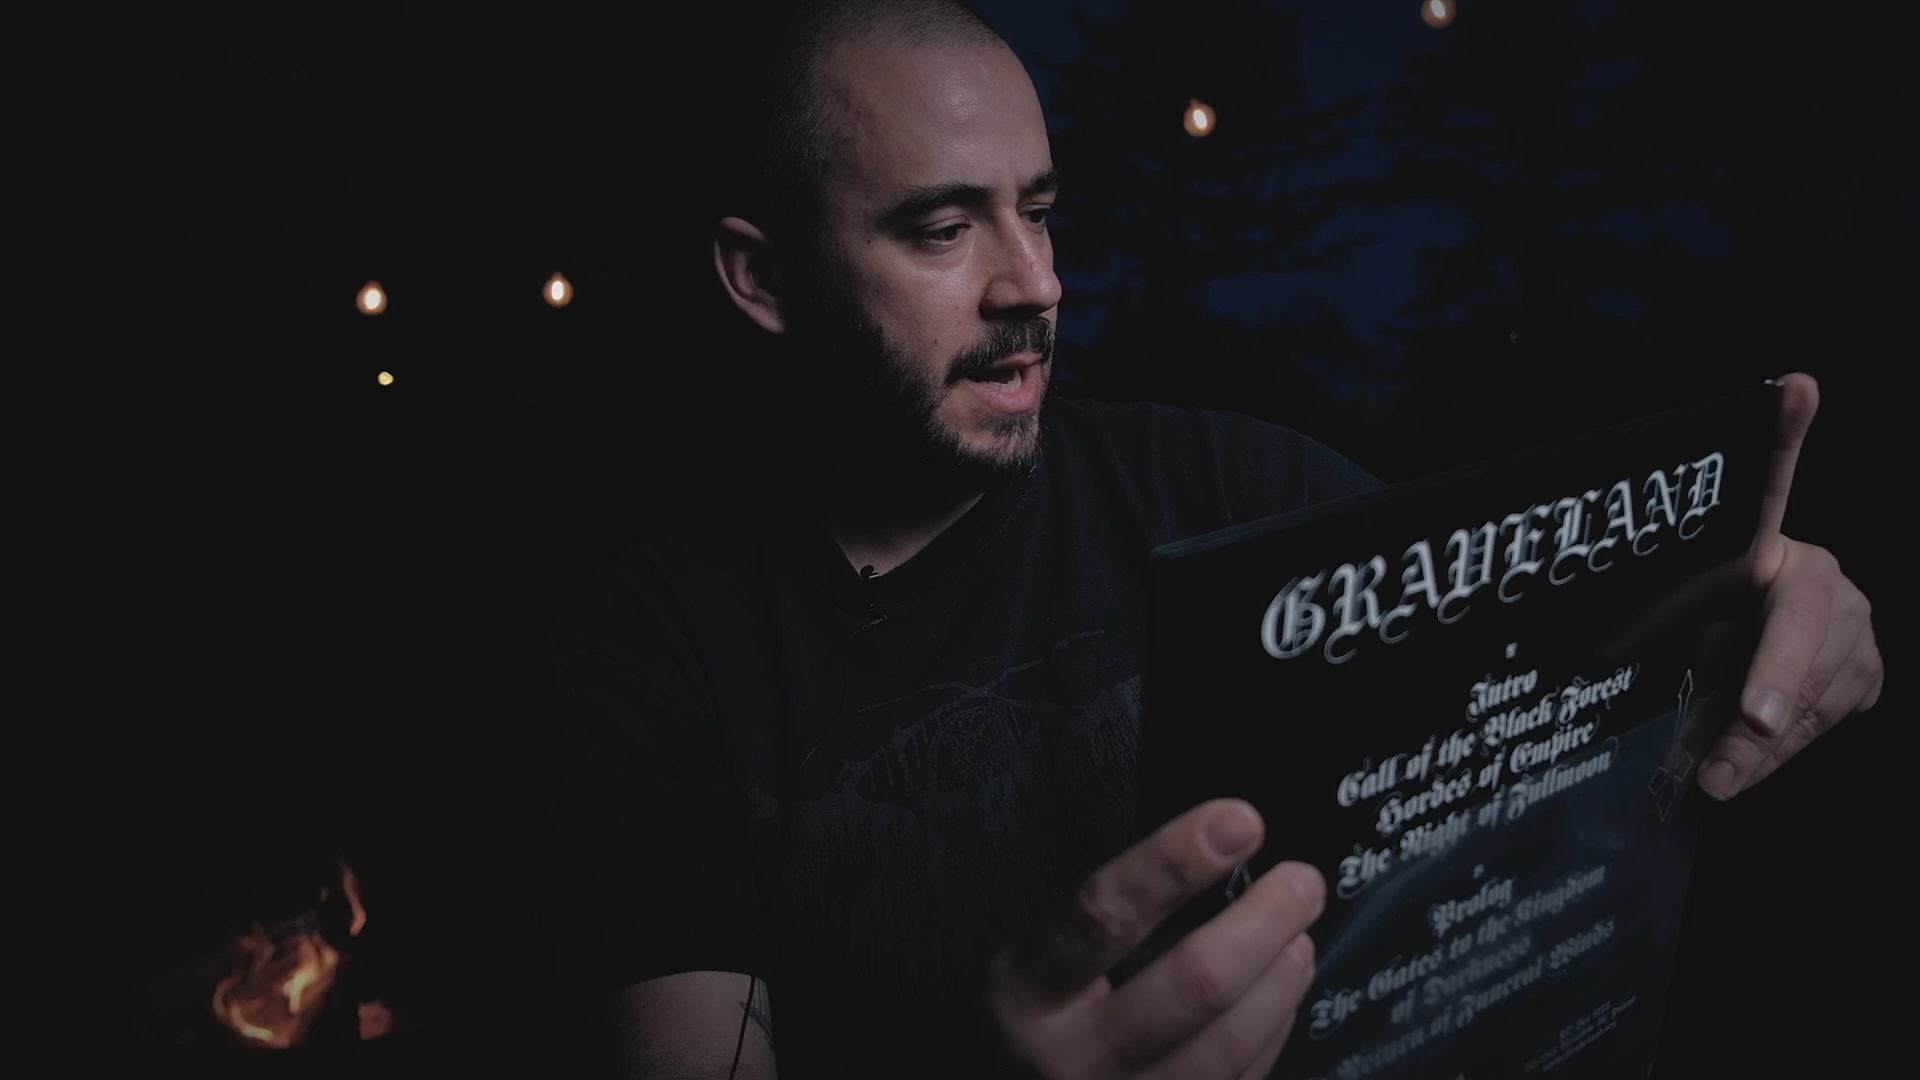 GRAVELAND
Intro
Call of the Black Forest
Hordes of Empire
The Night of Fullmoon
Prolog
The Gates to the Kingdom
of Darkness
Return of Funeral Winds